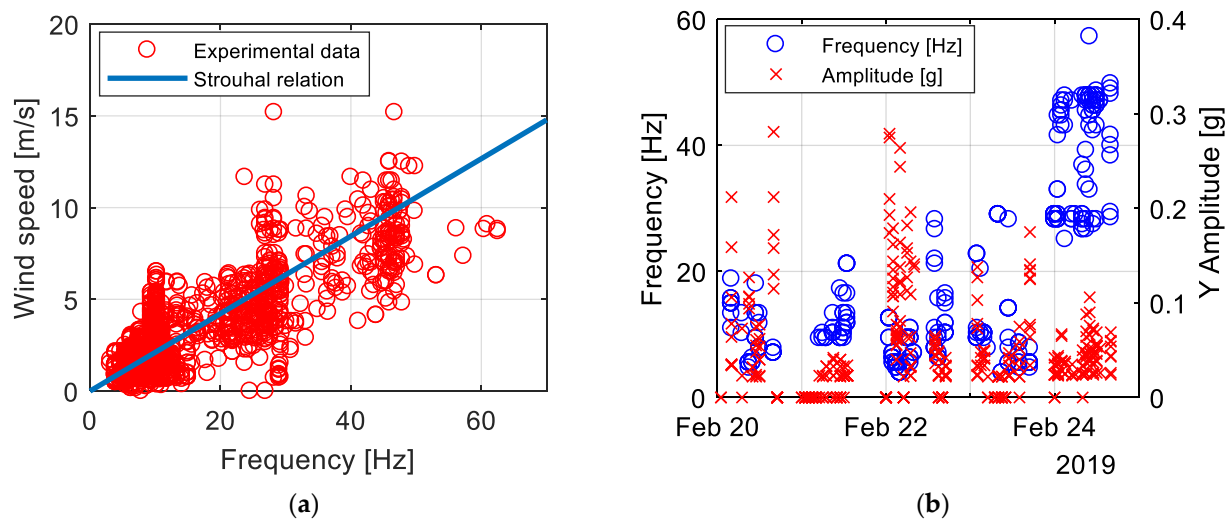 20
15
10
5
0
Wind speed [m/s]
Experimental data
Strouhal relation
0 20 40 60
Frequency [Hz]
(a)
60
40
20
0
Frequency [Hz]
Frequency [Hz]
Amplitude [g]
0.4
0.3
0.2
0.1
0
Y Amplitude [g]
Feb 20 Feb 22 Feb 24
2019
(b)